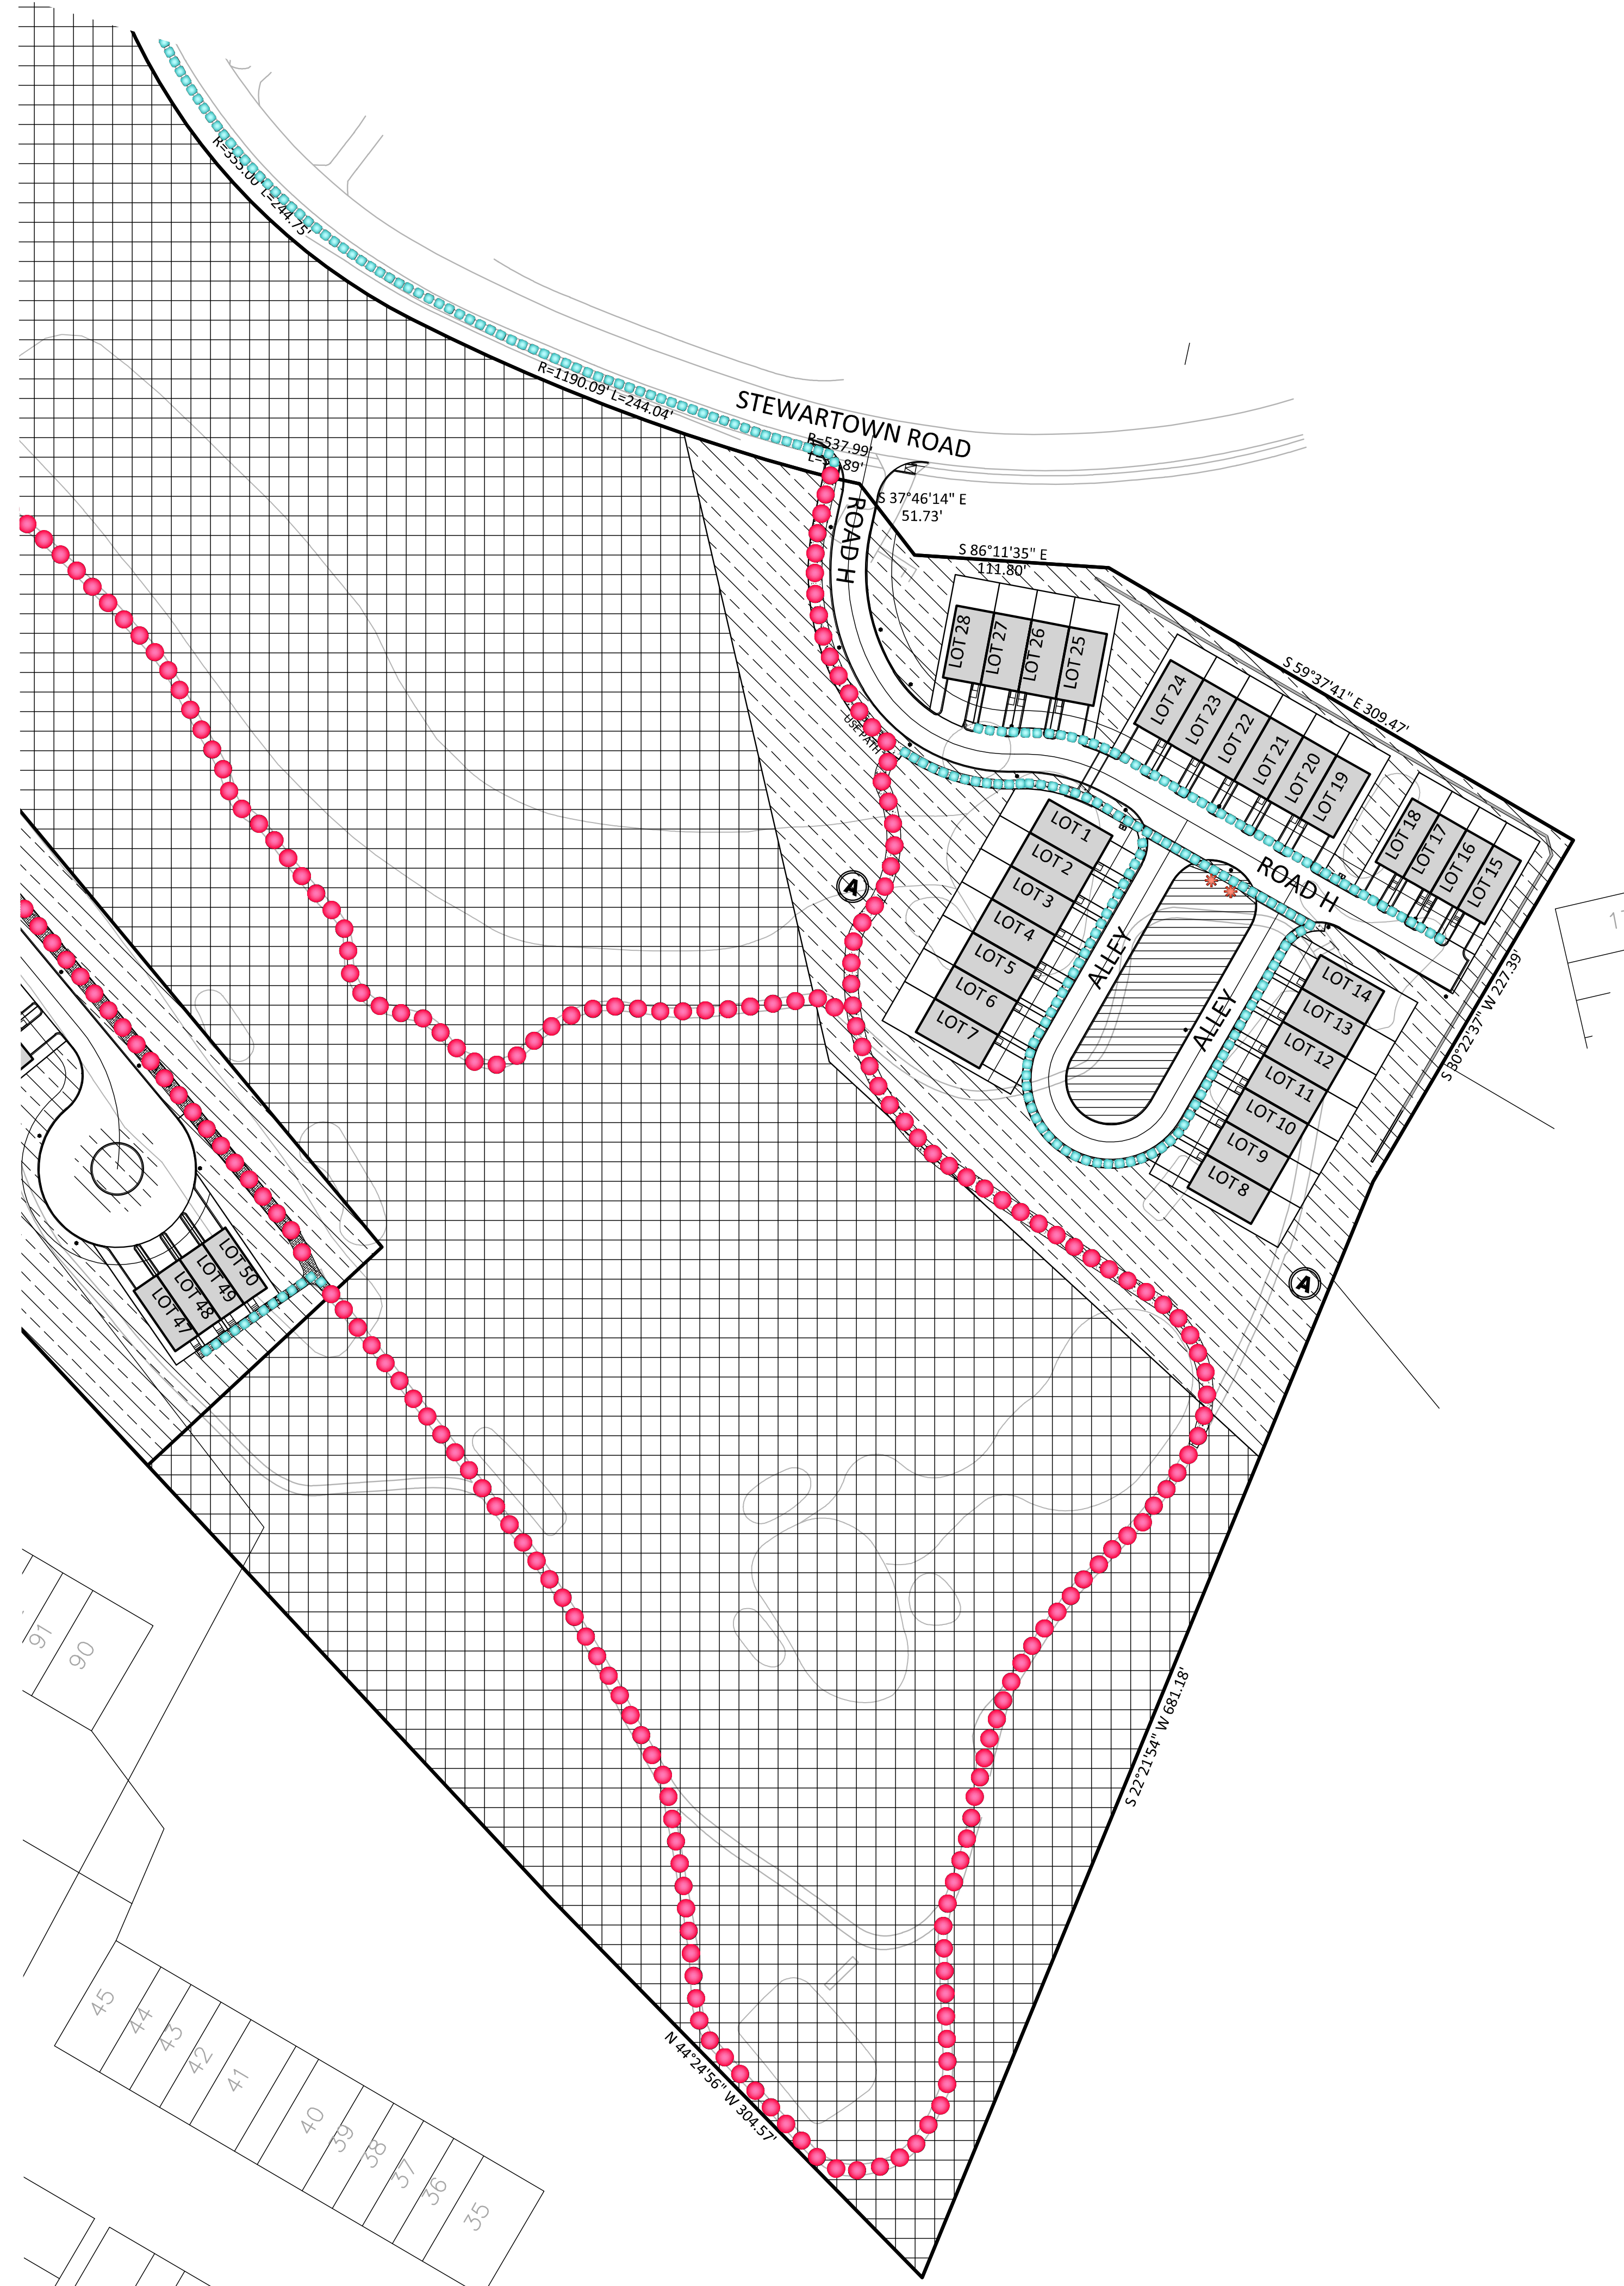 R=355.00' L=244.75'
R=1190.09' L=244.04'
STEWARTOWN ROAD
R=537.99'
S 37°46'14" E
51.73'
ROAD H
S 86°11'35" E
111.80'
LOT 28
LOT 27
LOT 26
LOT 25
S 59°37'41" E 309.47'
LOT 24
LOT 23
LOT 22
LOT 21
LOT 20
LOT 19
USE PATH
LOT 18
LOT 17
LOT 16
LOT 15
LOT 1
LOT 2
LOT 3
LOT 4
LOT 5
LOT 6
LOT 7
ROAD H
A
ALLEY
ALLEY
LOT 14
LOT 13
LOT 12
LOT 11
LOT 10
LOT 9
LOT 8
S 30°22'37" W 227.39'
A
LOT 50
LOT 49
LOT 48
LOT 47
91
90
S 22°21'54" W 681.18'
N 44°24'56" W 304.57'
45
44
43
42
41
40
39
38
37
36
35